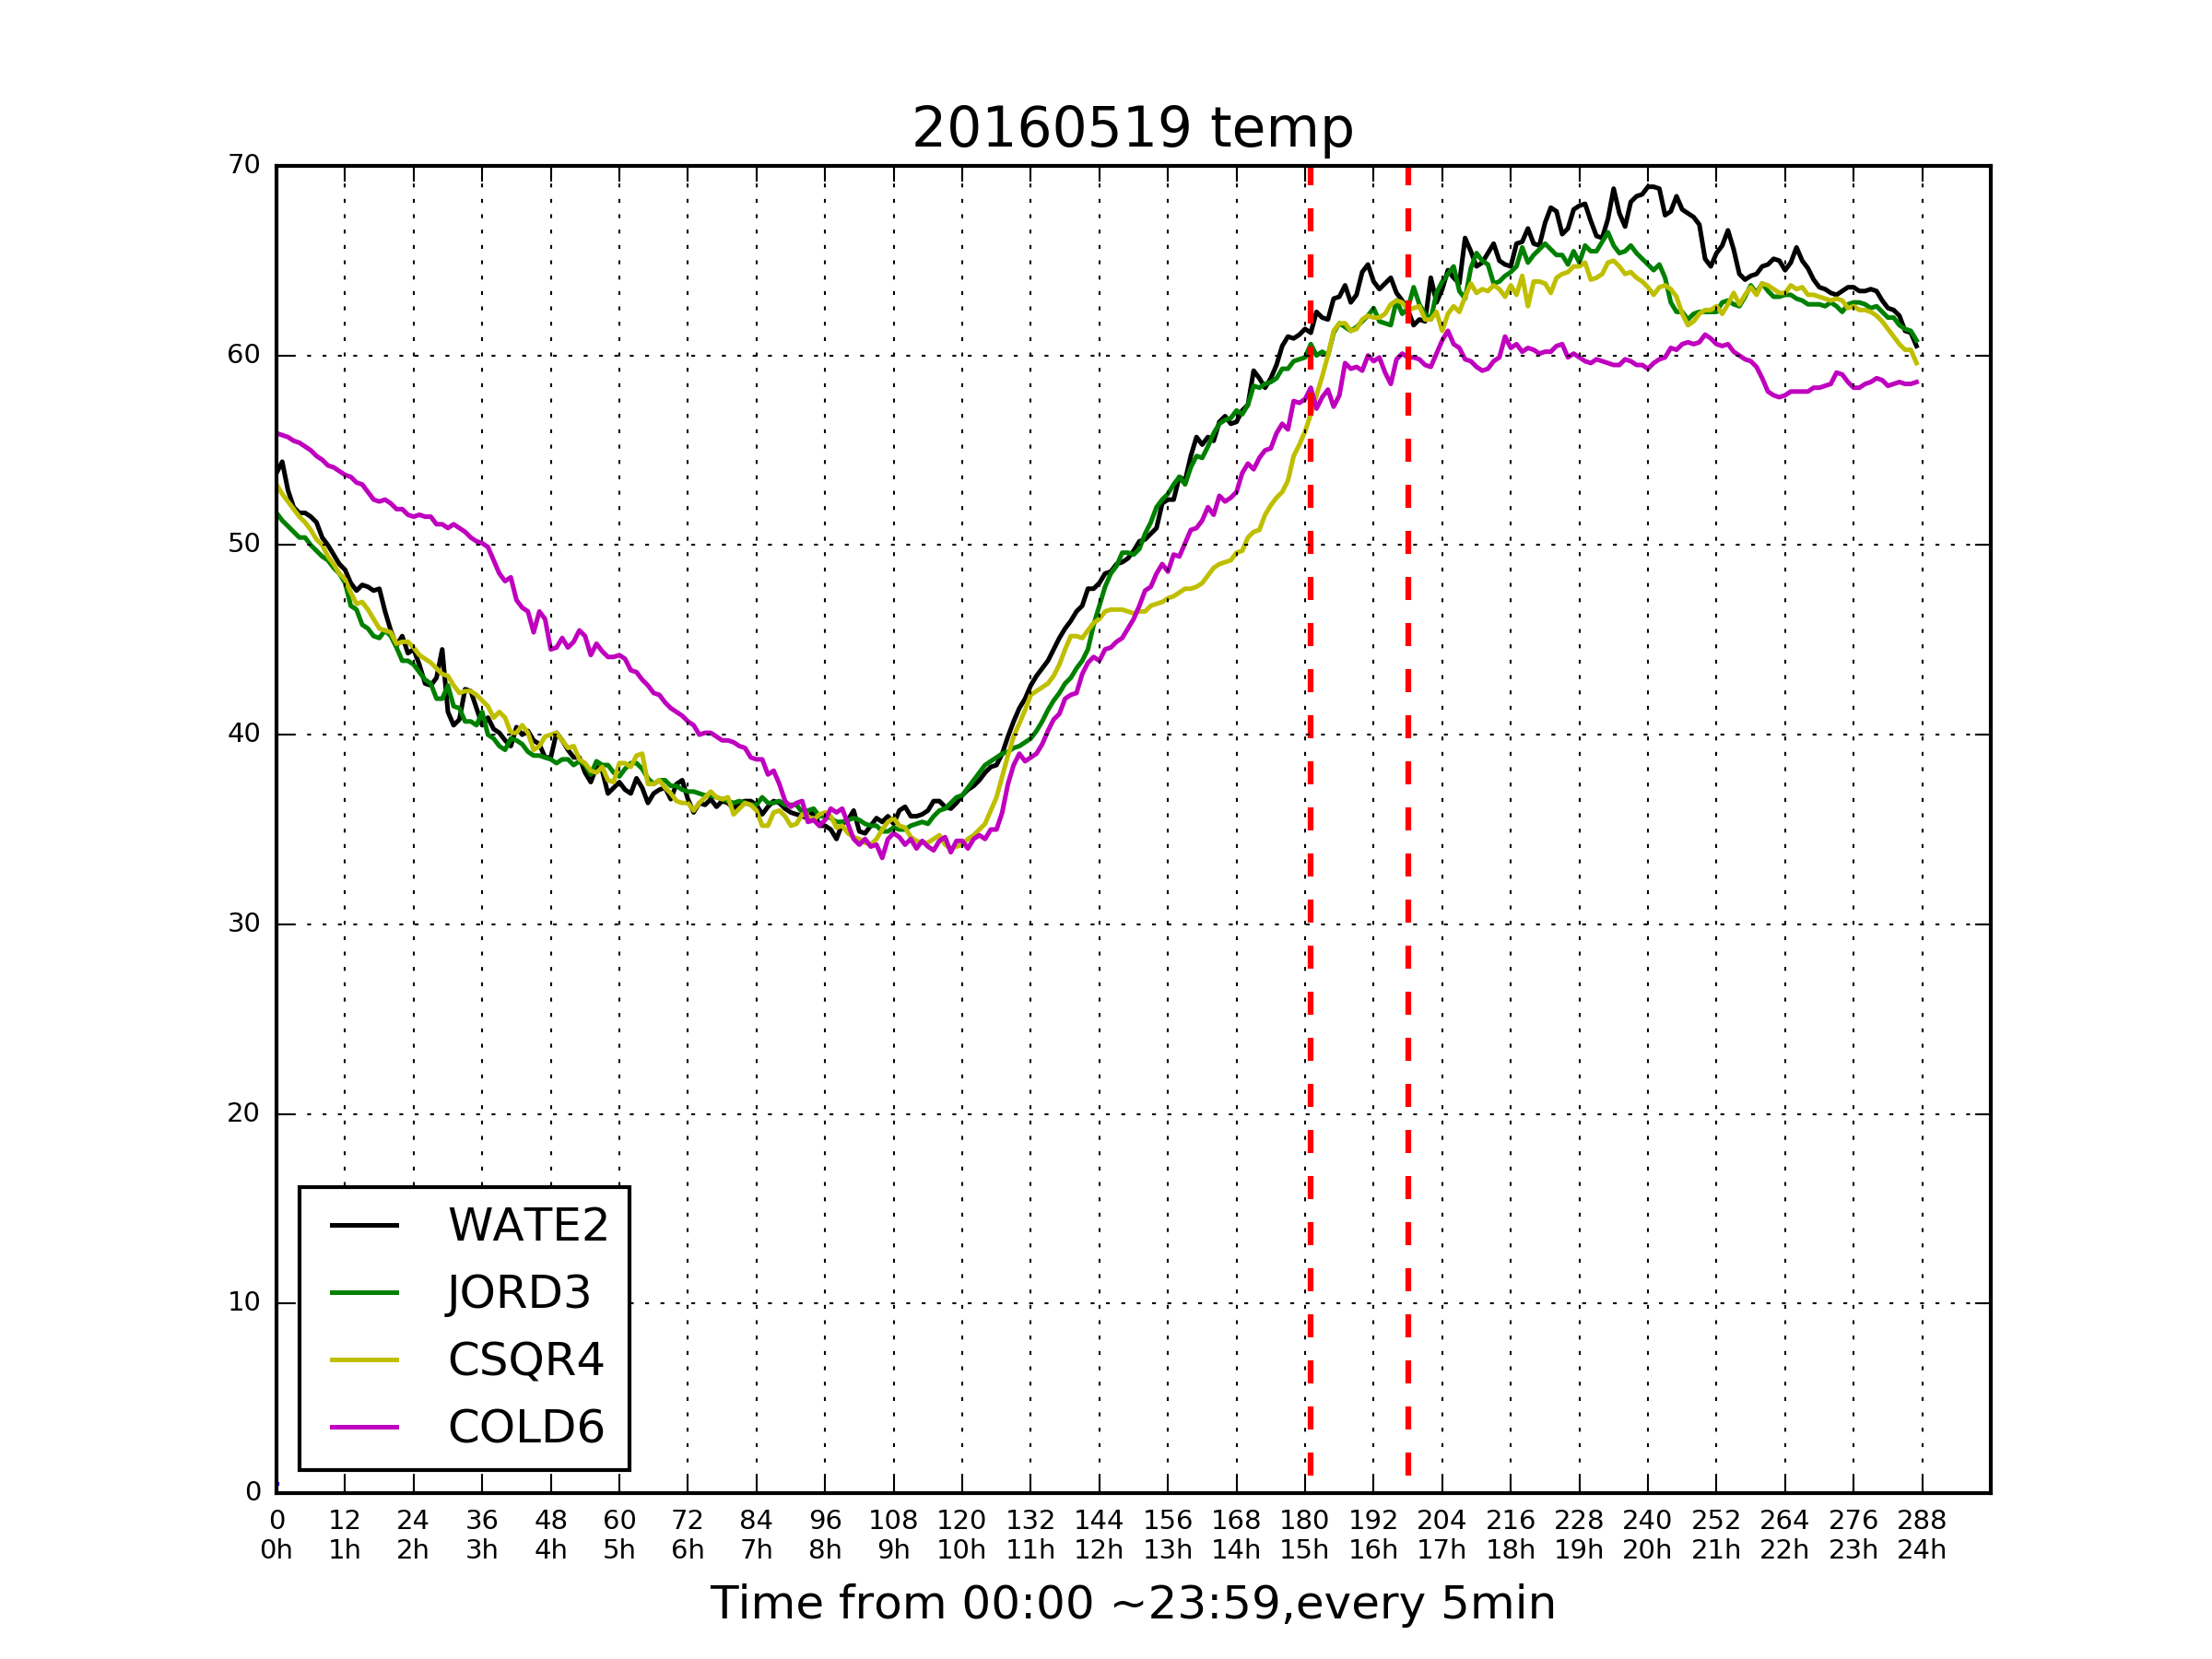 20160519 temp
70
60
50
40
30
20
10
0
WATE2
JORD3
CSQR4
COLD6
0 12 24 36 48 60 72 84 96 108 120 132 144 156 168 180 192 204 216 228 240 252 264 276 288
0h 1h 2h 3h 4h 5h 6h 7h 8h 9h 10h 11h 12h 13h 14h 15h 16h 17h 18h 19h 20h 21h 22h 23h 24h
Time from 00:00 ~23:59,every 5min